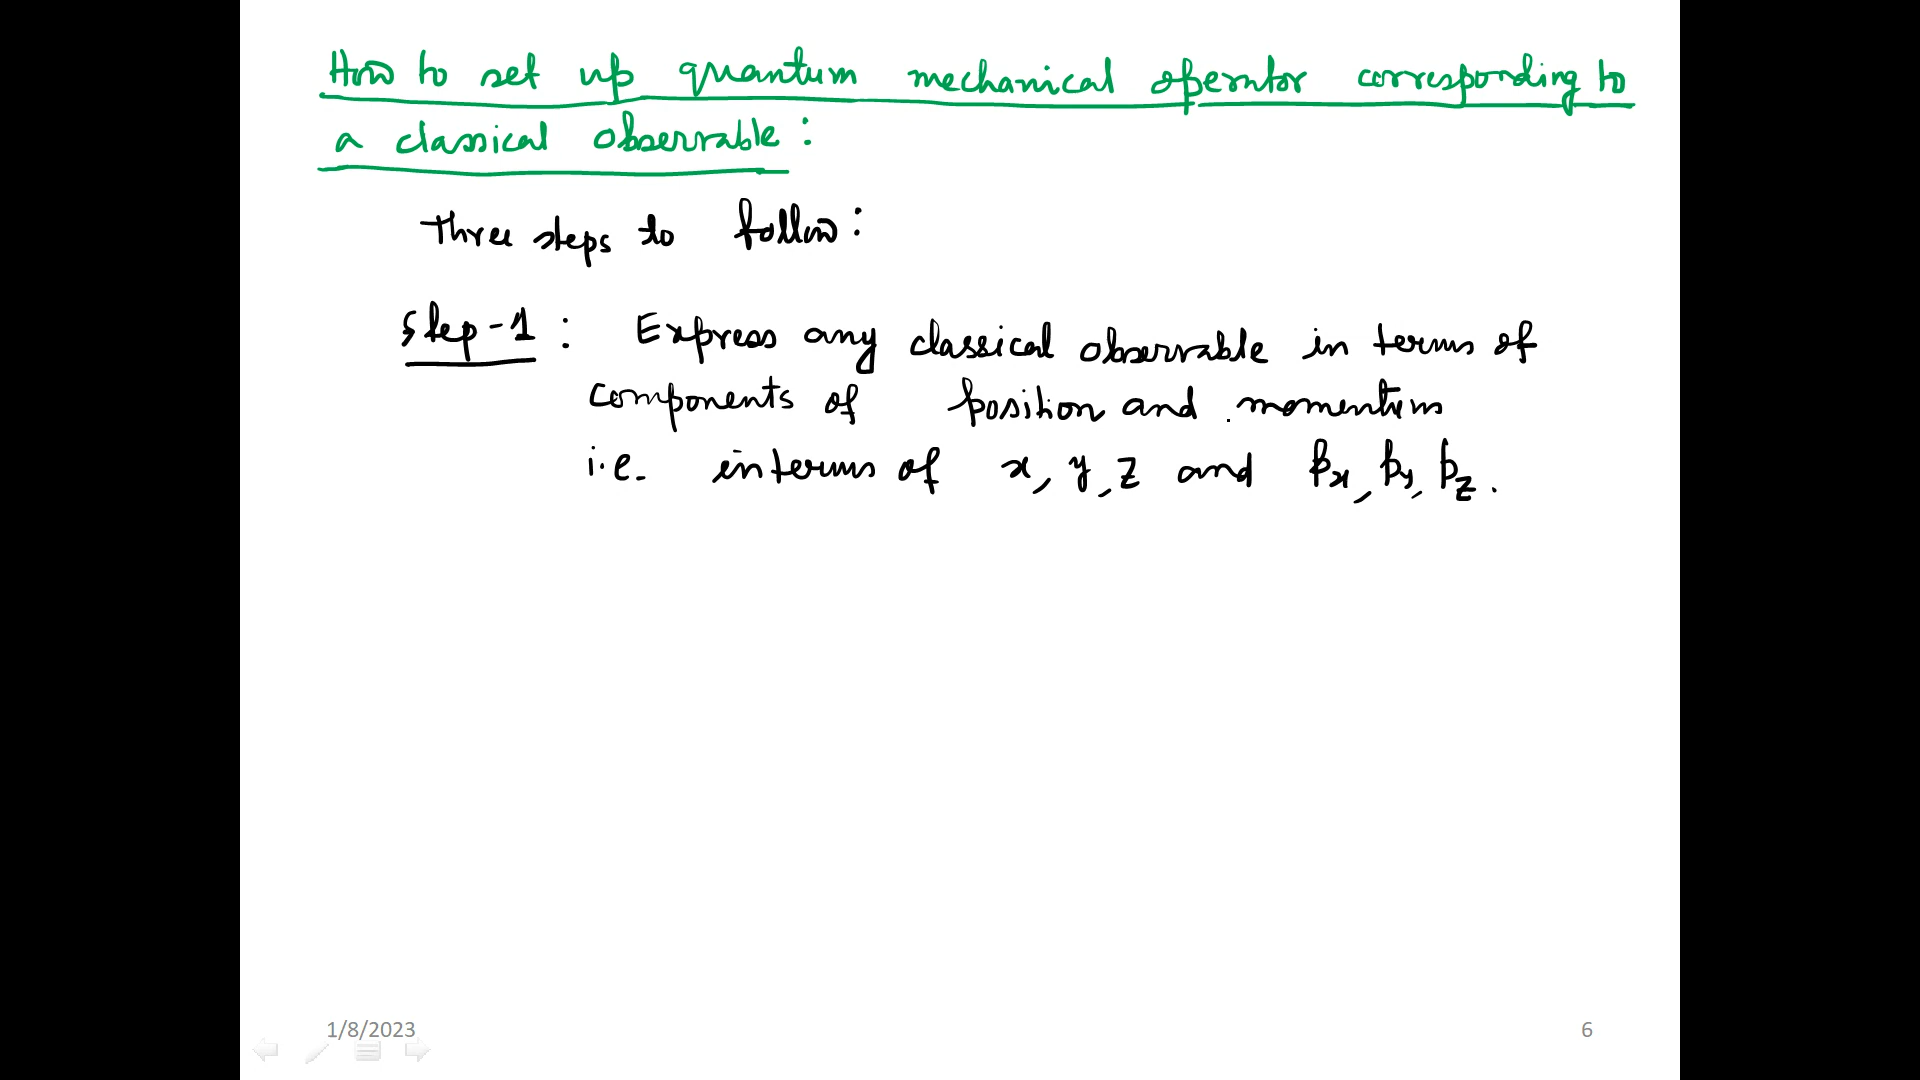 How to set up quantum mechanical operator corresponding to
a classical observable:
Three steps to follow:
Step-1: Express any classical observable in terms of
components of position and momentum
i.e. in terms of x, y, z and px, py, pz.
1/8/2023
6